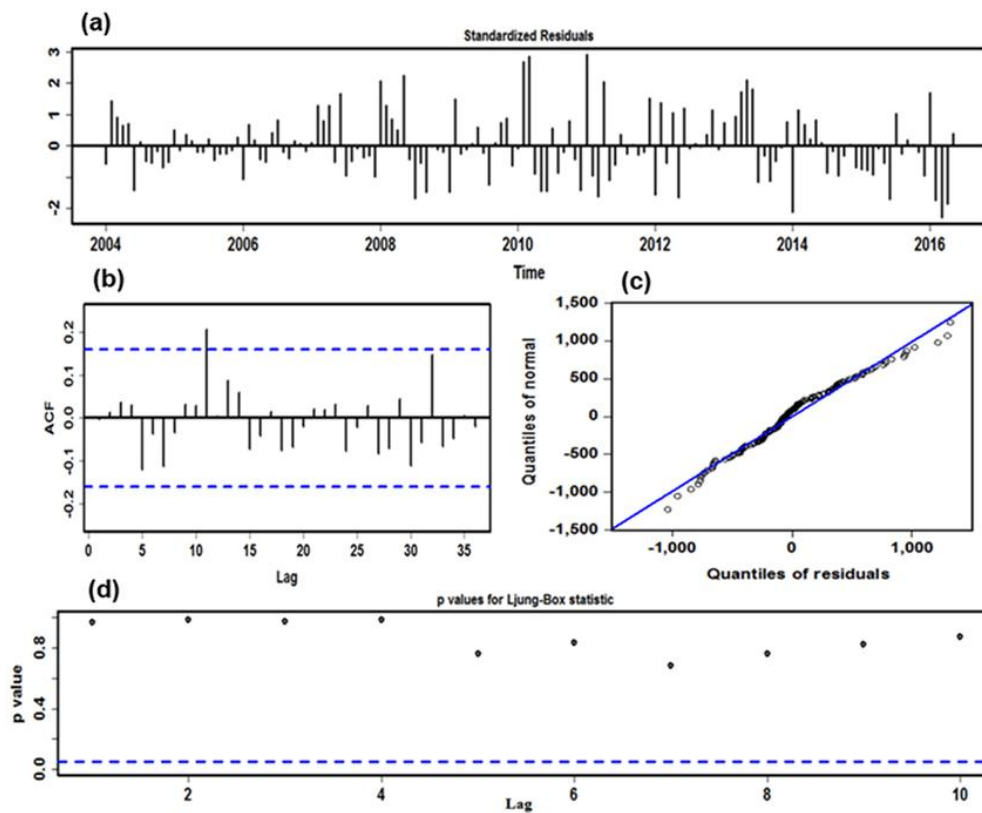 (a)
Standardized Residuals
3
2
1
0
-2
2004 2006 2008 2010 2012 2014 2016
Time
(b)
0.2
0.1
0.0
-0.1
-0.2
ACF
0 5 10 15 20 25 30 35
Lag
(c)
1,500
1,000
500
0
-500
-1,000
-1,500
Quantiles of normal
-1,000 0 1,000
Quantiles of residuals
(d)
p values for Ljung-Box statistic
0.8
0.4
0.0
p value
2 4 6 8 10
Lag